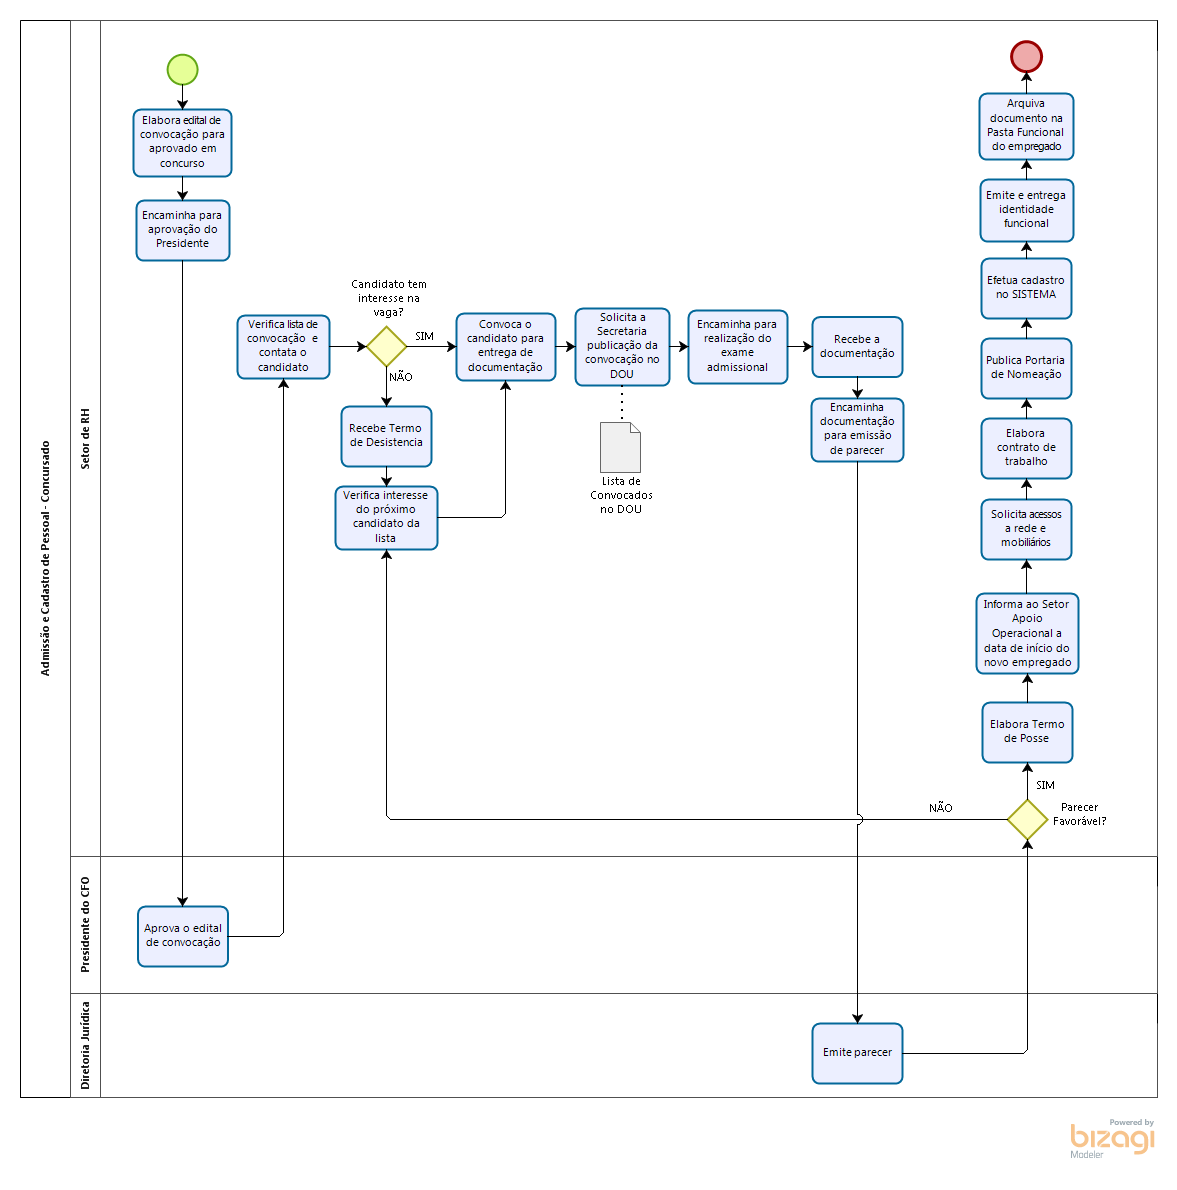 Admissão e Cadastro de Pessoal - Concursado
Setor de RH
Elabora edital de
convocação para
aprovado em
concurso
Encaminha para
aprovação do
Presidente
Verifica lista de
convocação e
contata o
candidato
Candidato tem
interesse na
vaga?
SIM
NÃO
Recebe Termo
de Desistencia
Verifica interesse
do próximo
candidato da
lista
Convoca o
candidato para
entrega de
documentação
Solicita a
Secretaria
publicação da
convocação no
DOU
Lista de
Convocados
no DOU
Encaminha para
realização do
exame
admissional
Recebe a
documentação
Encaminha
documentação
para emissão
de parecer
Arquiva
documento na
Pasta Funcional
do empregado
Emite e entrega
identidade
funcional
Efetua cadastro
no SISTEMA
Publica Portaria
de Nomeação
Elabora
contrato de
trabalho
Solicita acessos
a rede e
mobiliários
Informa ao Setor
Apoio
Operacional a
data de início do
novo empregado
Elabora Termo
de Posse
SIM
NÃO
Parecer
Favorável?
Presidente do CFO
Aprova o edital
de convocação
Diretoria Jurídica
Emite parecer
Powered by
bizagi
Modeler